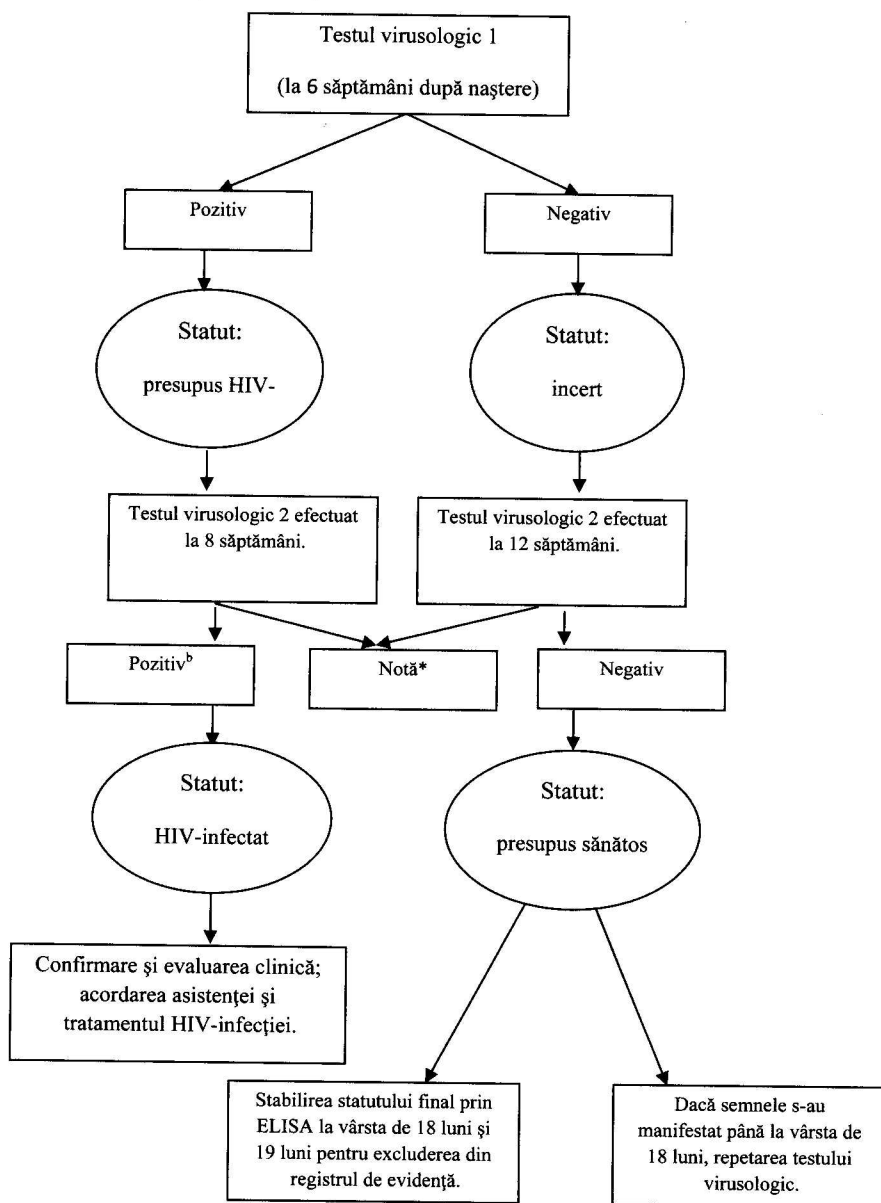 Testul virusologic 1
(la 6 săptămâni după naştere)
Pozitiv
Negativ
Statut:
presupus HIV-
Statut:
incert
Testul virusologic 2 efectuat
la 8 săptămâni.
Testul virusologic 2 efectuat
la 12 săptămâni.
Pozitivᵇ
Notă*
Negativ
Statut:
HIV-infectat
Statut:
presupus sănătos
Confirmare şi evaluarea clinică;
acordarea asistenţei şi
tratamentul HIV-infecţiei.
Stabilirea statutului final prin
ELISA la vârsta de 18 luni şi
19 luni pentru excluderea din
registrul de evidenţă.
Dacă semnele s-au
manifestat până la vârsta de
18 luni, repetarea testului
virusologic.